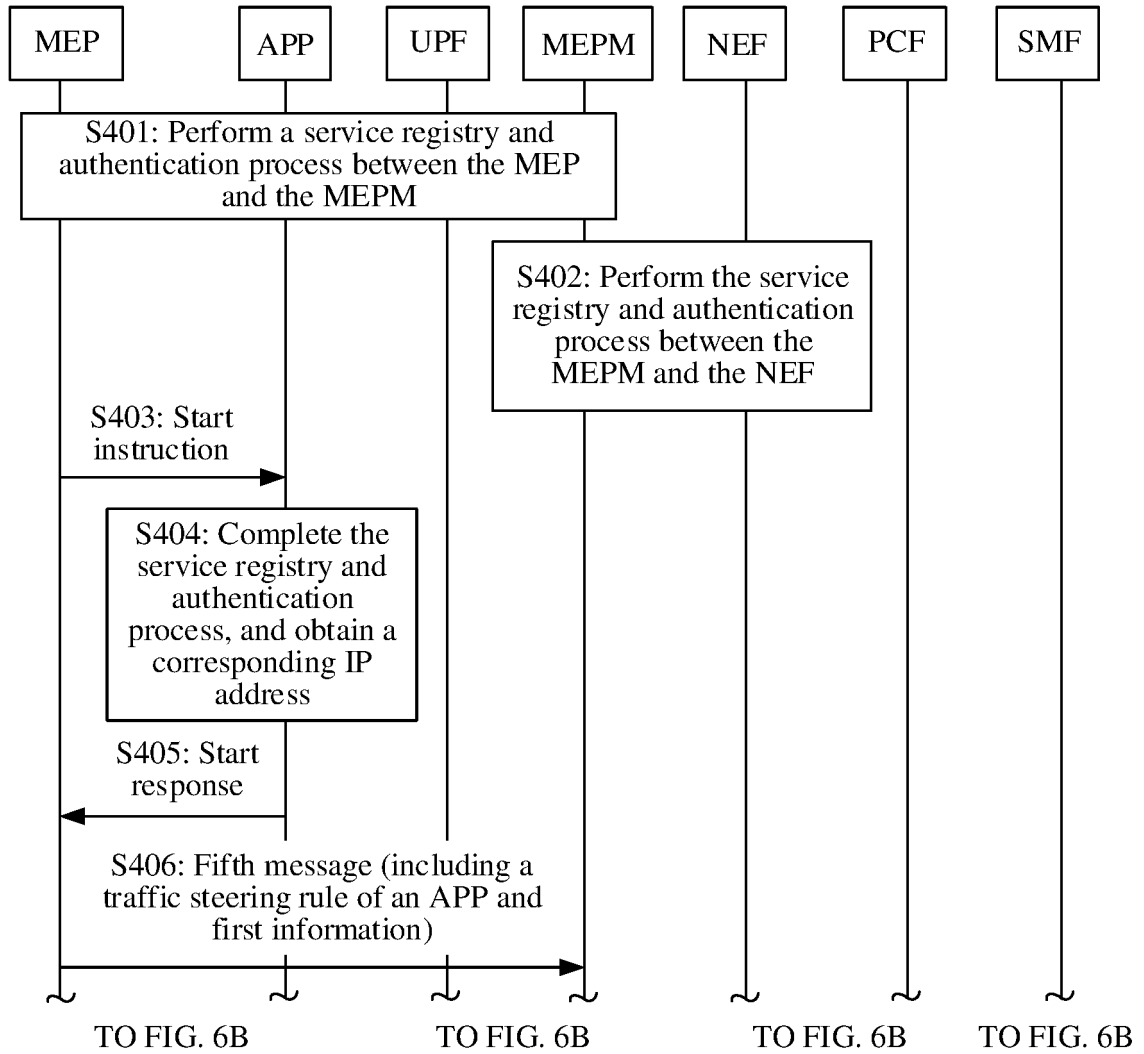 MEP
APP
UPF
MEPM
NEF
PCF
SMF
S401: Perform a service registry and
authentication process between the MEP
and the MEPM
S402: Perform the service
registry and authentication
process between the
MEPM and the NEF
S403: Start
instruction
S404: Complete the
service registry and
authentication
process, and obtain a
corresponding IP
address
S405: Start
response
S406: Fifth message (including a
traffic steering rule of an APP and
first information)
TO FIG. 6B
TO FIG. 6B
TO FIG. 6B
TO FIG. 6B